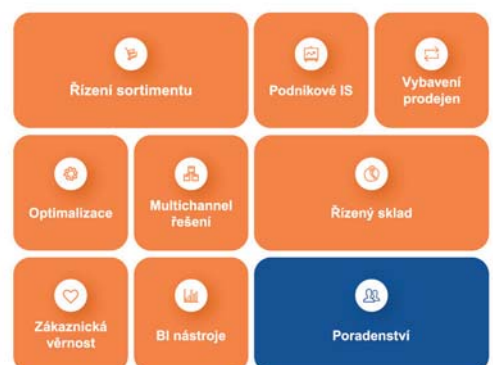 Řízení sortimentu
Podnikové IS
Vybavení
prodejen
Optimalizace
Multichannel
řešení
Řízený sklad
Zákaznická
věrnost
BI nástroje
Poradenství